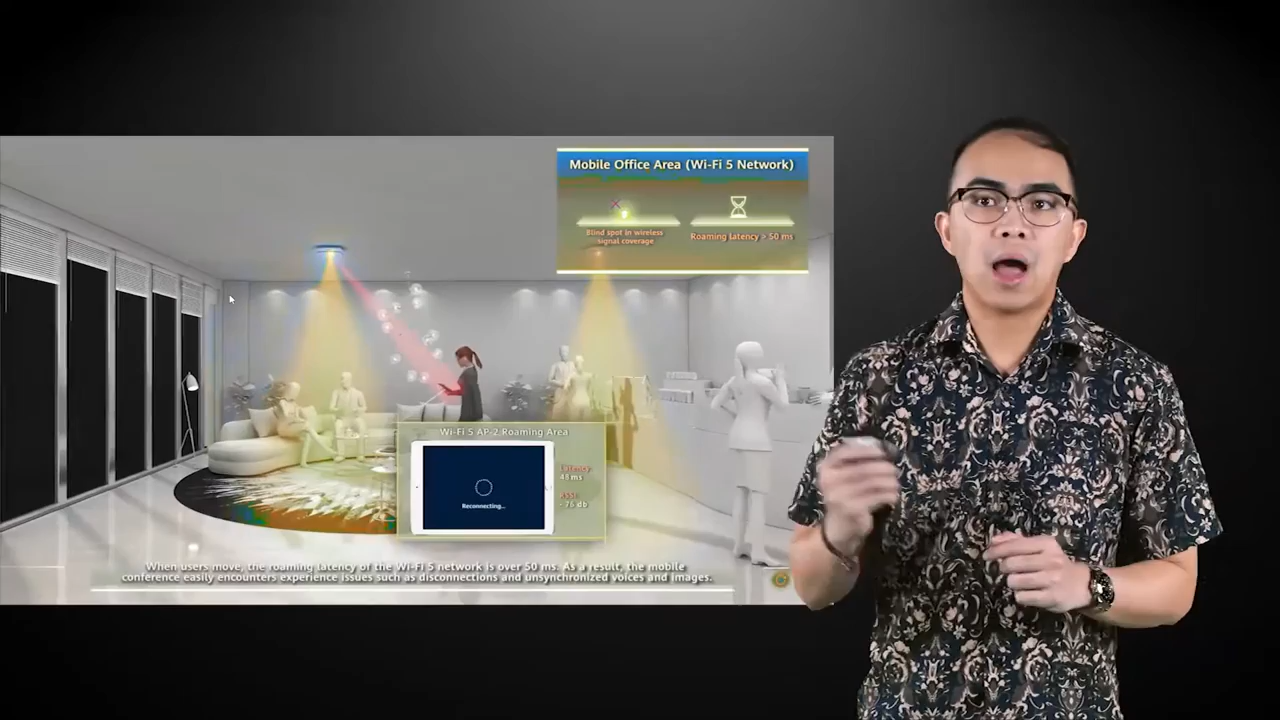 Mobile Office Area (Wi-Fi 5 Network)
Blind spot in wireless
signal coverage
Roaming latency > 50 ms
Wi-Fi 5 AP-2 Roaming Area
Latency
48 ms
RSSI
- 75 db
Reconnecting...
When users move, the roaming latency of the Wi-Fi 5 network is over 50 ms. As a result, the mobile
conference easily encounters experience issues such as disconnections and unsynchronized voices and images.